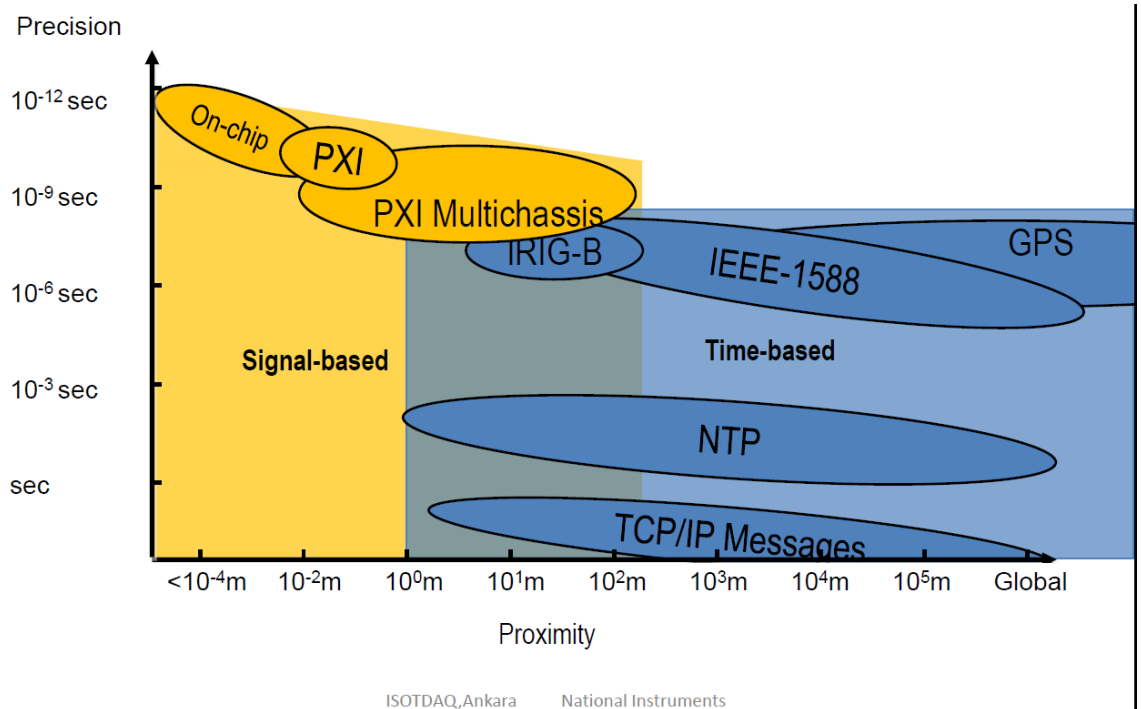 Precision
10⁻¹² sec
On-chip
PXI
10⁻⁹ sec
PXI Multichassis
IRIG-B
IEEE-1588
GPS
10⁻⁶ sec
Signal-based
Time-based
10⁻³ sec
NTP
sec
TCP/IP Messages
<10⁻⁴m 10⁻²m 10⁰m 10¹m 10²m 10³m 10⁴m 10⁵m Global
Proximity
ISOTDAQ,Ankara National Instruments